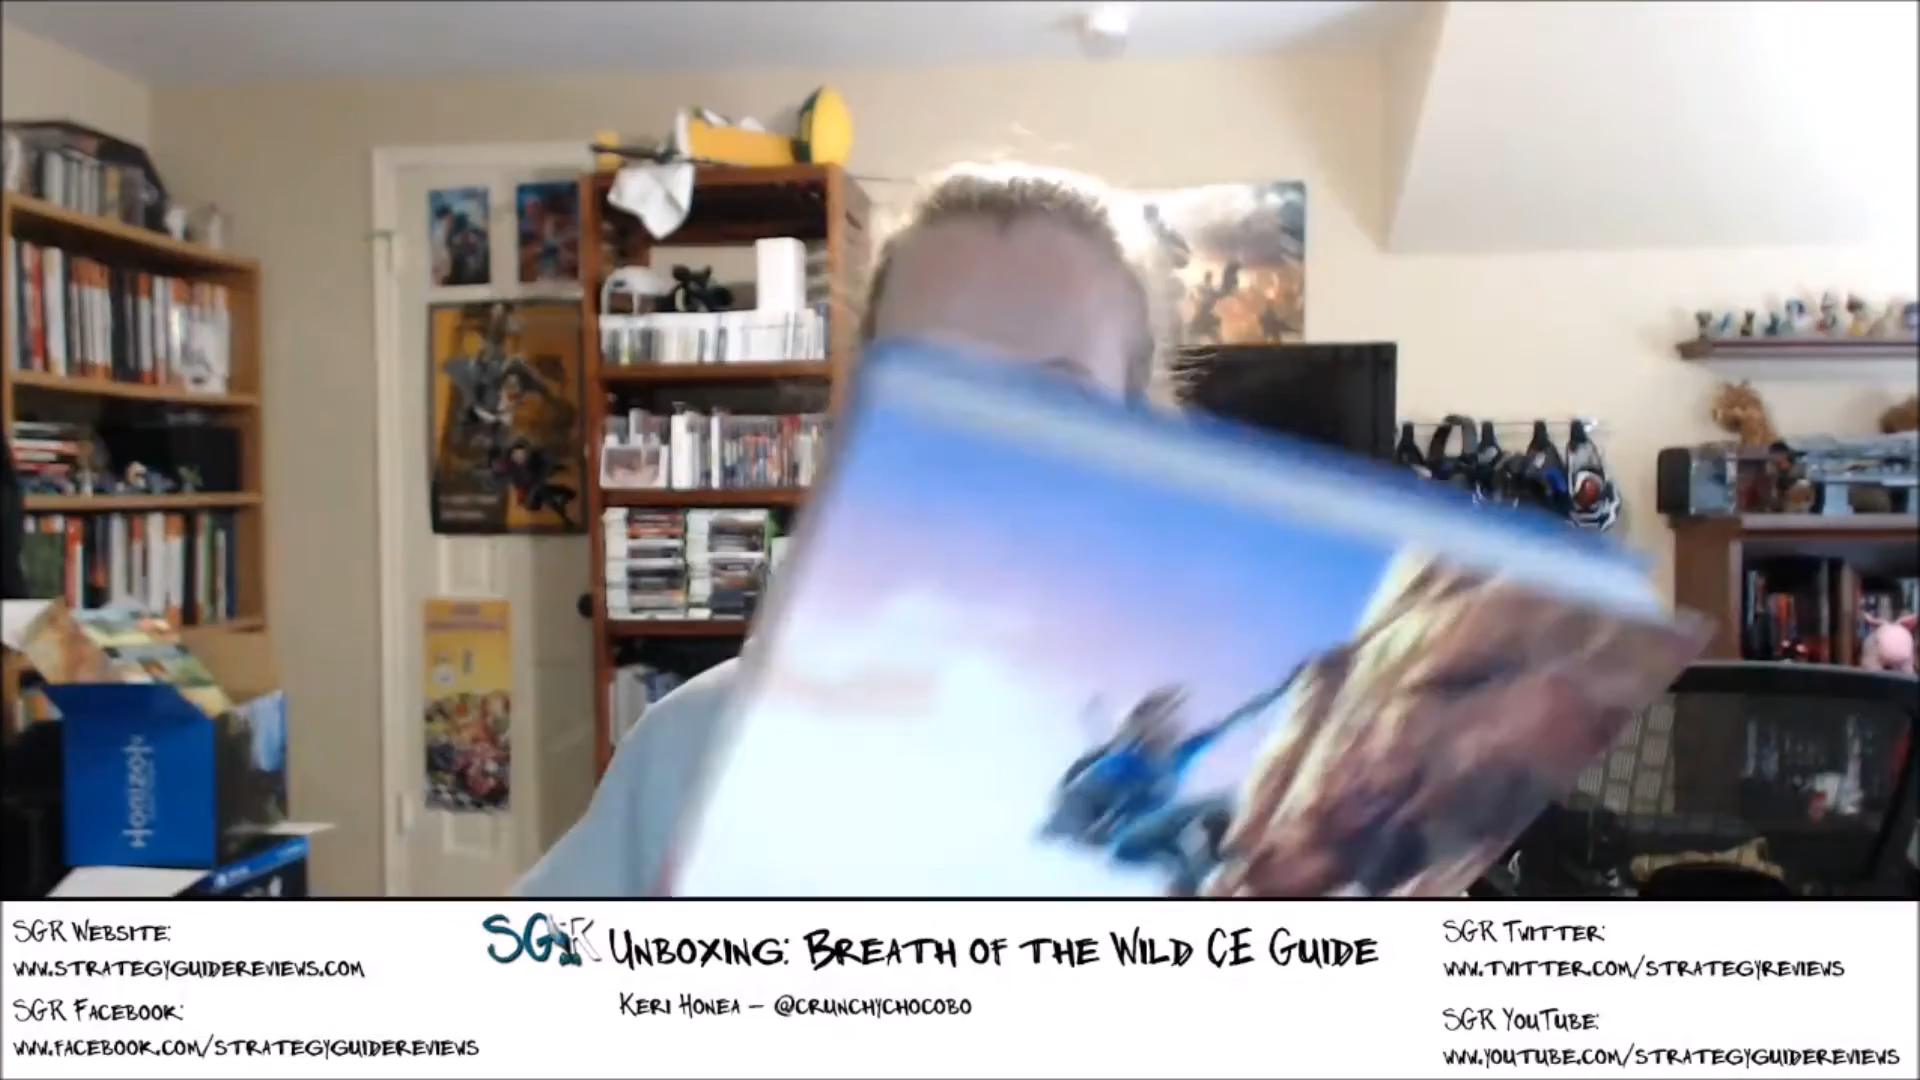 HORIZON
SGR WEBSITE:
WWW.STRATEGYGUIDEREVIEWS.COM
SGR FACEBOOK:
WWW.FACEBOOK.COM/STRATEGYGUIDEREVIEWS
SGR UNBOXING: BREATH OF THE WILD CE GUIDE
KERI HONEA – @CRUNCHYCHOCOBO
SGR TWITTER:
WWW.TWITTER.COM/STRATEGYREVIEWS
SGR YOUTUBE:
WWW.YOUTUBE.COM/STRATEGYGUIDEREVIEWS